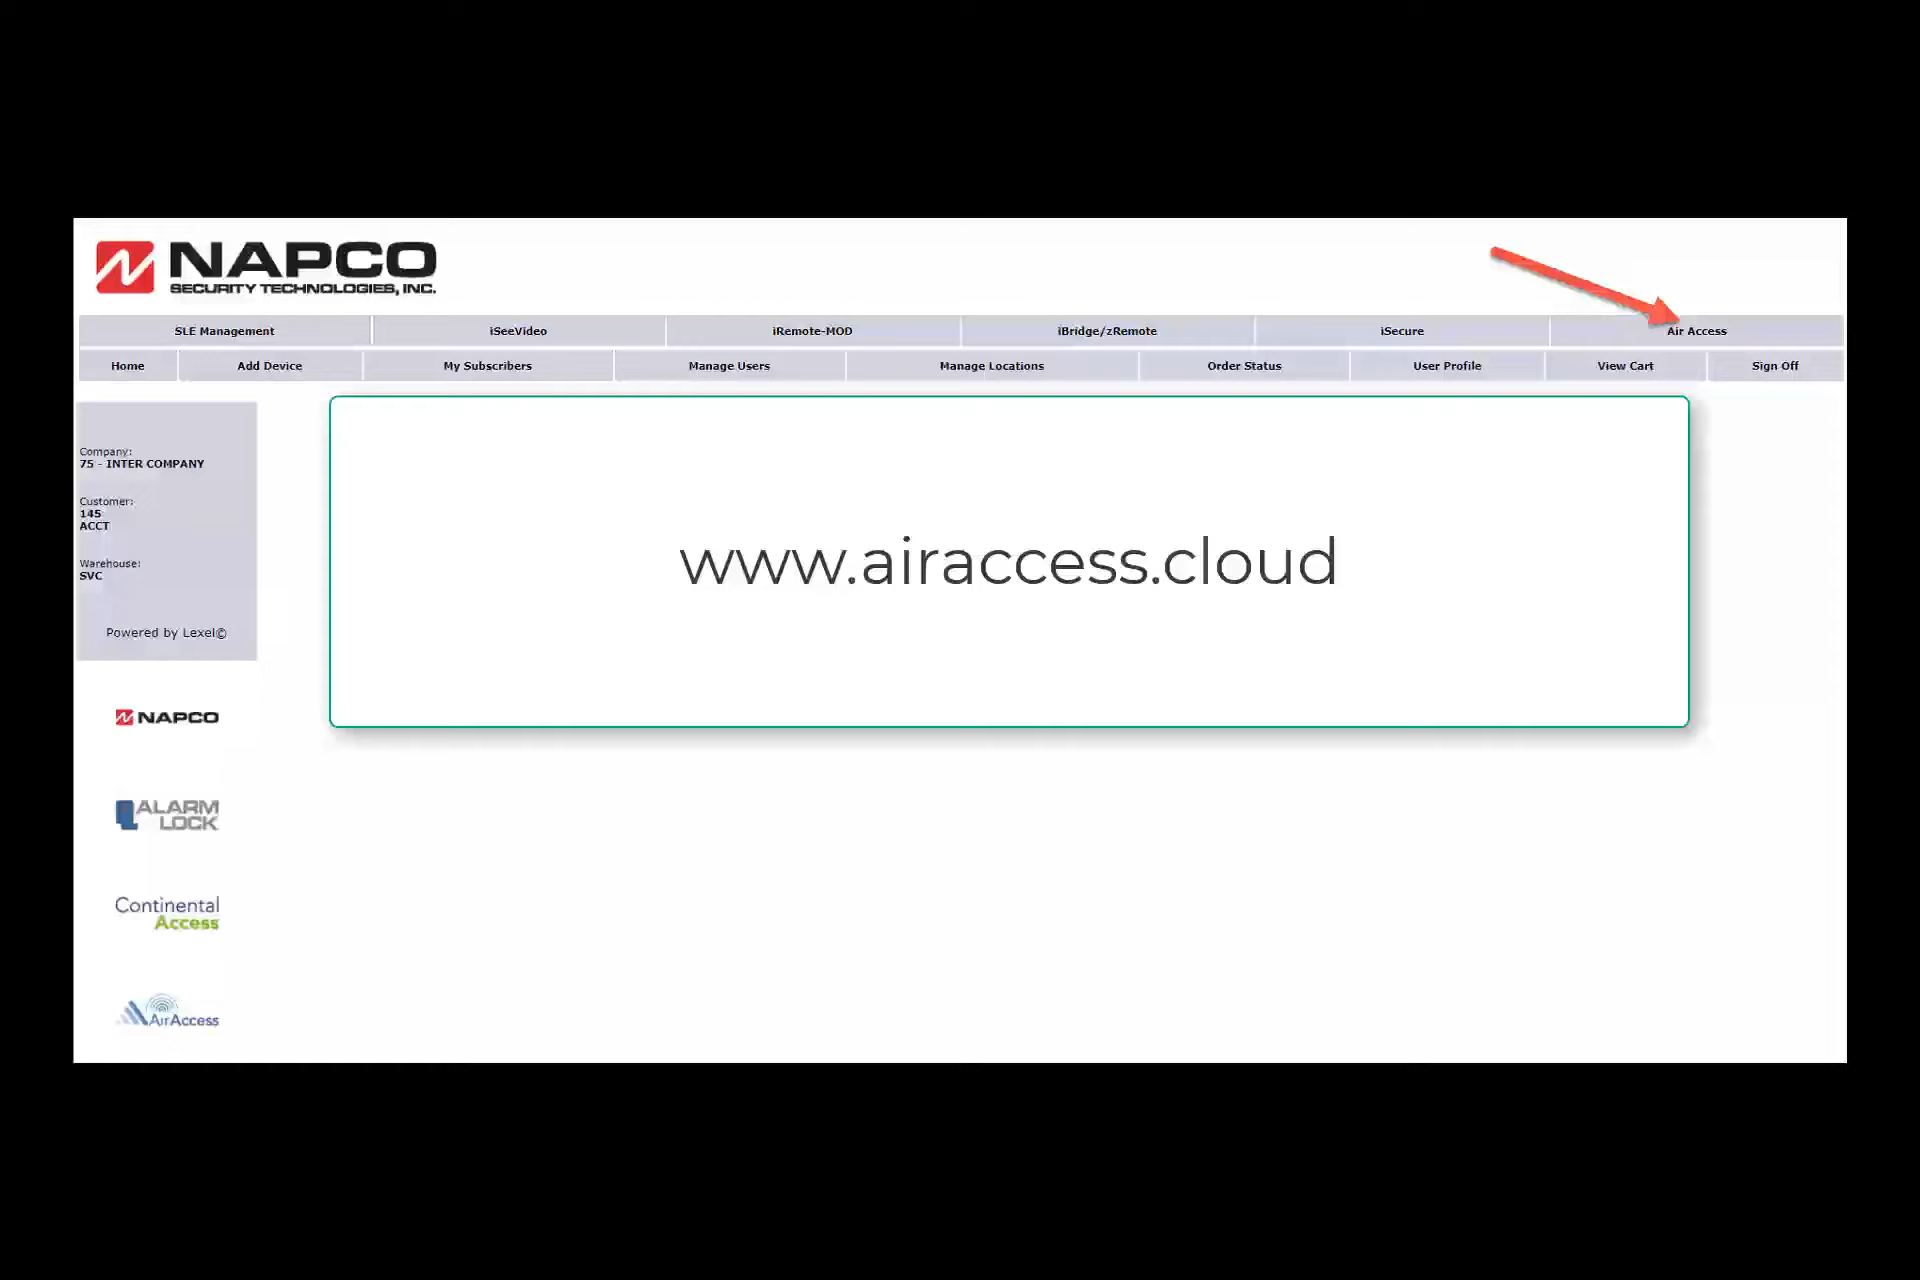 NAPCO
SECURITY TECHNOLOGIES, INC.
SLE Management iSeeVideo iRemote-MOD iBridge/zRemote iSecure Air Access
Home Add Device My Subscribers Manage Users Manage Locations Order Status User Profile View Cart Sign Off
Company:
75 - INTER COMPANY
Customer:
145
ACCT
Warehouse:
SVC
Powered by Lexel©
www.airaccess.cloud
NAPCO
ALARM
LOCK
Continental
Access
AirAccess